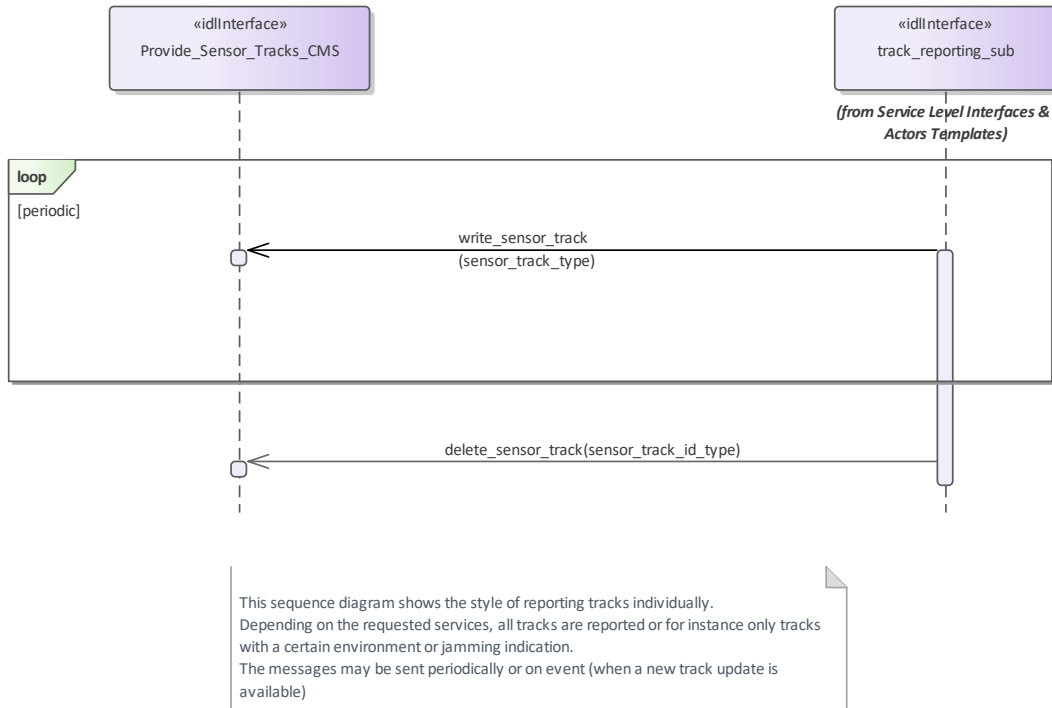 «idlInterface»
Provide_Sensor_Tracks_CMS
«idlInterface»
track_reporting_sub
(from Service Level Interfaces &
Actors Templates)
loop
[periodic]
write_sensor_track
(sensor_track_type)
delete_sensor_track(sensor_track_id_type)
This sequence diagram shows the style of reporting tracks individually.
Depending on the requested services, all tracks are reported or for instance only tracks
with a certain environment or jamming indication.
The messages may be sent periodically or on event (when a new track update is
available)